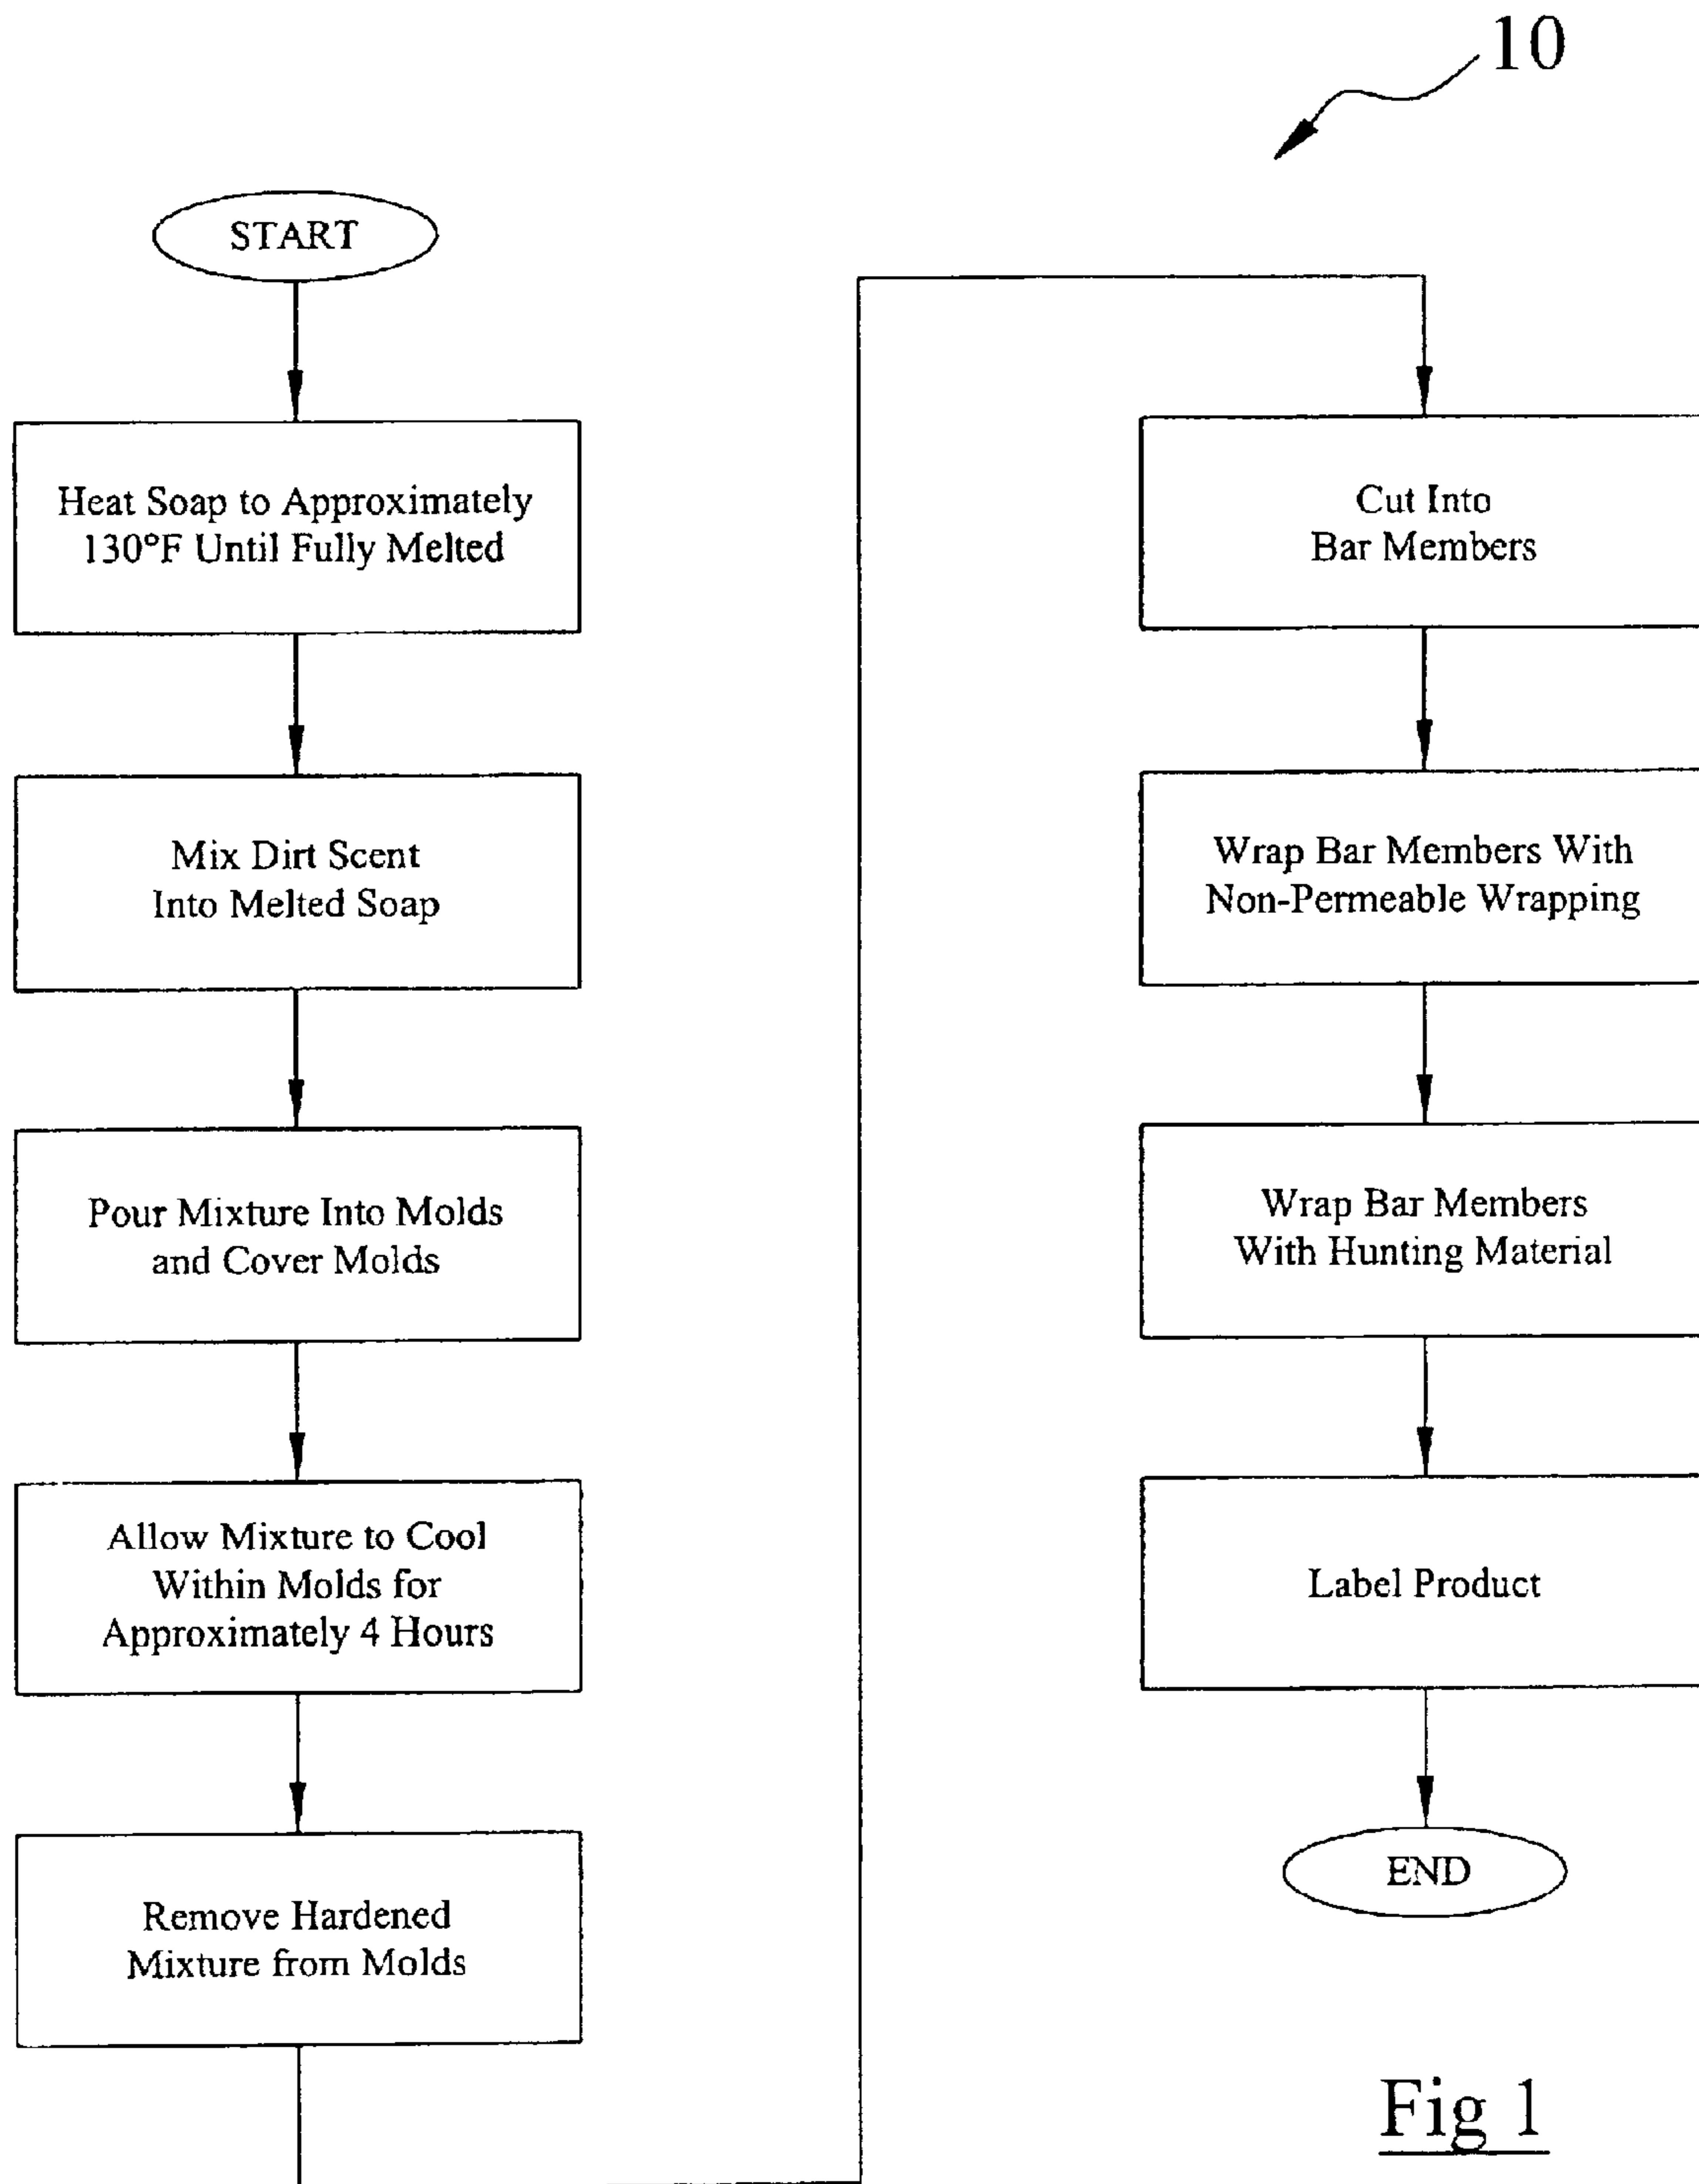 10
START
Heat Soap to Approximately
130°F Until Fully Melted
Mix Dirt Scent
Into Melted Soap
Pour Mixture Into Molds
and Cover Molds
Allow Mixture to Cool
Within Molds for
Approximately 4 Hours
Remove Hardened
Mixture from Molds
Cut Into
Bar Members
Wrap Bar Members With
Non-Permeable Wrapping
Wrap Bar Members
With Hunting Material
Label Product
END
Fig 1